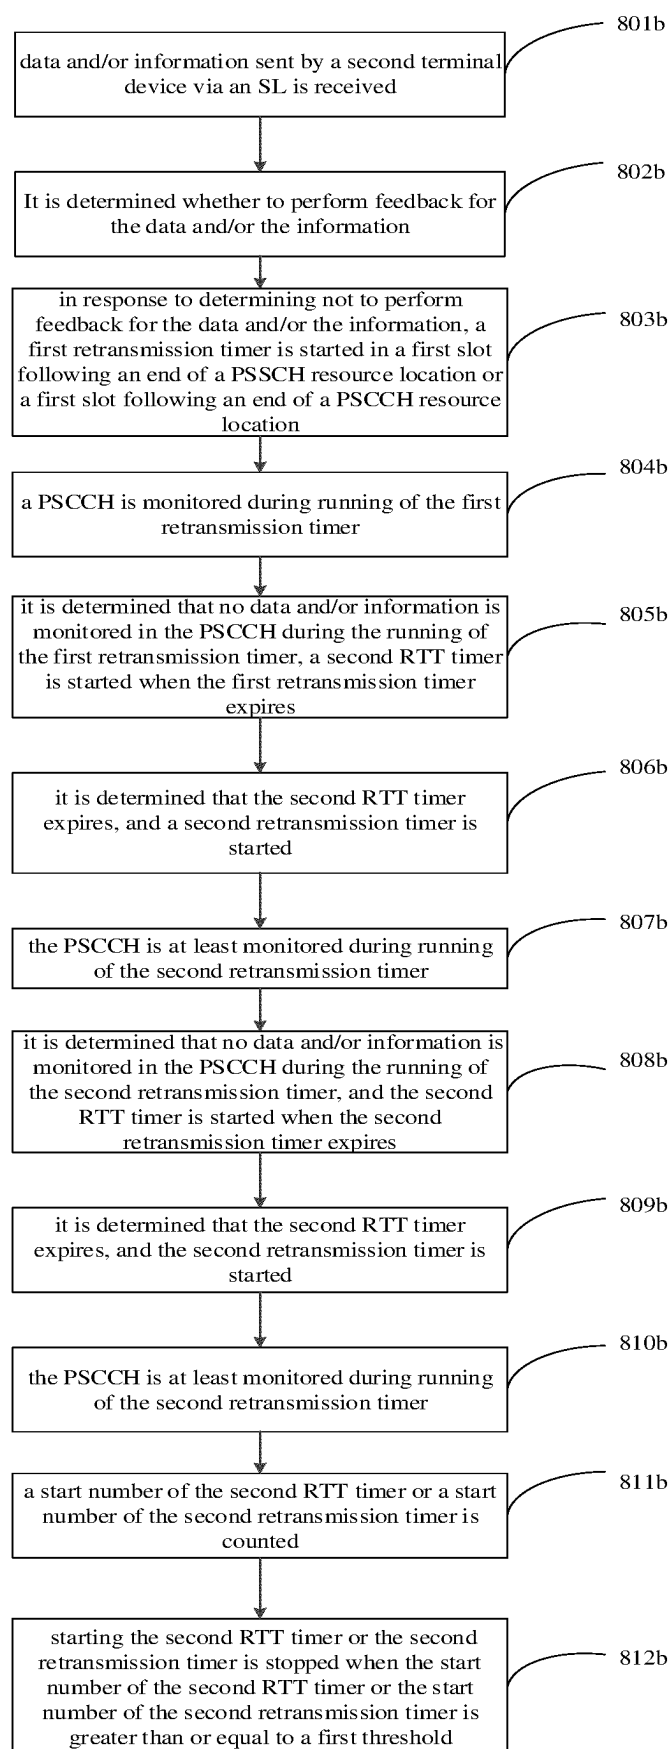 801b
data and/or information sent by a second terminal
device via an SL is received
802b
It is determined whether to perform feedback for
the data and/or the information
803b
in response to determining not to perform
feedback for the data and/or the information, a
first retransmission timer is started in a first slot
following an end of a PSSCH resource location or
a first slot following an end of a PSCCH resource
location
804b
a PSCCH is monitored during running of the first
retransmission timer
805b
it is determined that no data and/or information is
monitored in the PSCCH during the running of
the first retransmission timer, a second RTT timer
is started when the first retransmission timer
expires
806b
it is determined that the second RTT timer
expires, and a second retransmission timer is
started
807b
the PSCCH is at least monitored during running
of the second retransmission timer
808b
it is determined that no data and/or information is
monitored in the PSCCH during the running of
the second retransmission timer, and the second
RTT timer is started when the second
retransmission timer expires
809b
it is determined that the second RTT timer
expires, and the second retransmission timer is
started
810b
the PSCCH is at least monitored during running
of the second retransmission timer
811b
a start number of the second RTT timer or a start
number of the second retransmission timer is
counted
812b
starting the second RTT timer or the second
retransmission timer is stopped when the start
number of the second RTT timer or the start
number of the second retransmission timer is
greater than or equal to a first threshold